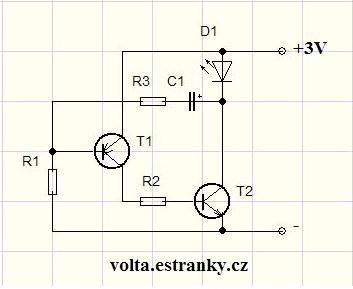 D1
+3V
R3 C1
+
T1
R1
R2
T2
-
volta.estranky.cz